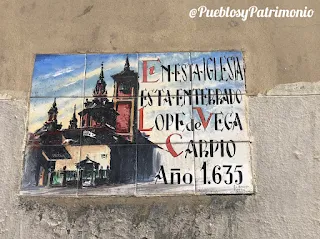 @PueblosyPatrimonio
EN ESTA IGLESIA
ESTA ENTERRADO
LOPE de VEGA
CARPIO
AÑO 1.635